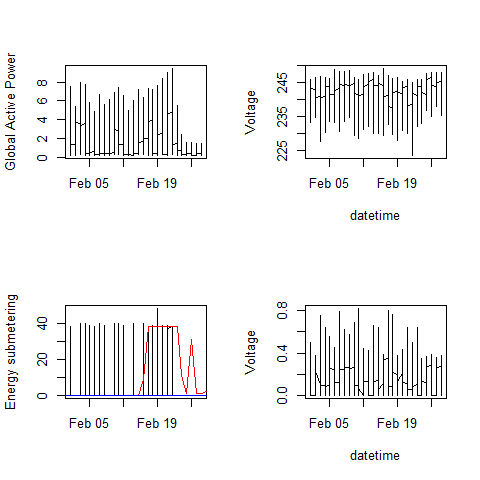 Global Active Power
0 2 4 6 8
Feb 05 Feb 19
Voltage
225 235 245
Feb 05 Feb 19
datetime
Energy submetering
0 20 40
Feb 05 Feb 19
Voltage
0.0 0.4 0.8
Feb 05 Feb 19
datetime